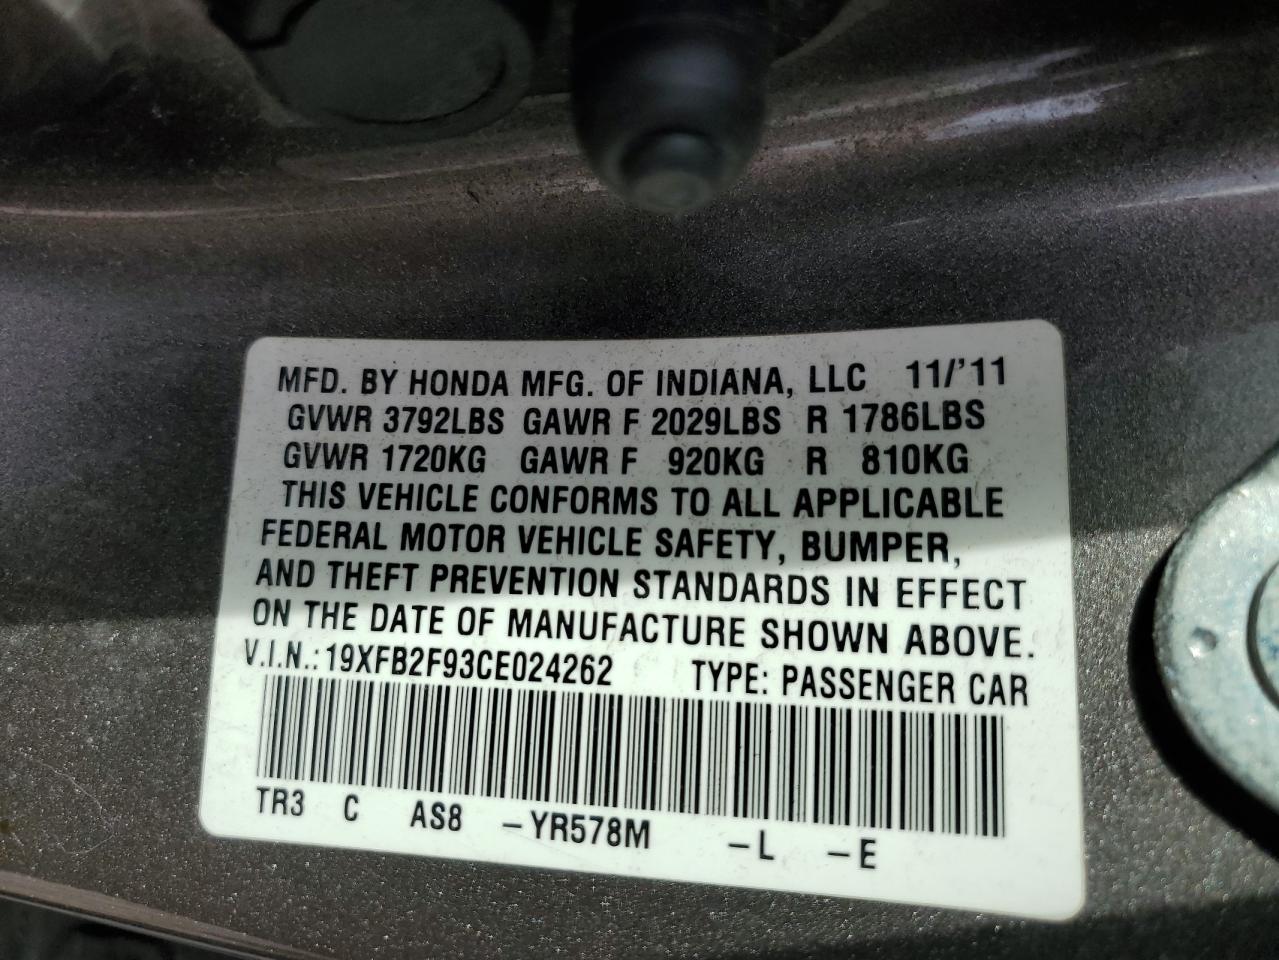 MFD. BY HONDA MFG. OF INDIANA, LLC 11/'11
GVWR 3792LBS GAWR F 2029LBS R 1786LBS
GVWR 1720KG GAWR F 920KG R 810KG
THIS VEHICLE CONFORMS TO ALL APPLICABLE
FEDERAL MOTOR VEHICLE SAFETY, BUMPER,
AND THEFT PREVENTION STANDARDS IN EFFECT
ON THE DATE OF MANUFACTURE SHOWN ABOVE.
V.I.N.: 19XFB2F93CE024262 TYPE: PASSENGER CAR
TR3 C AS8 -YR578M -L -E